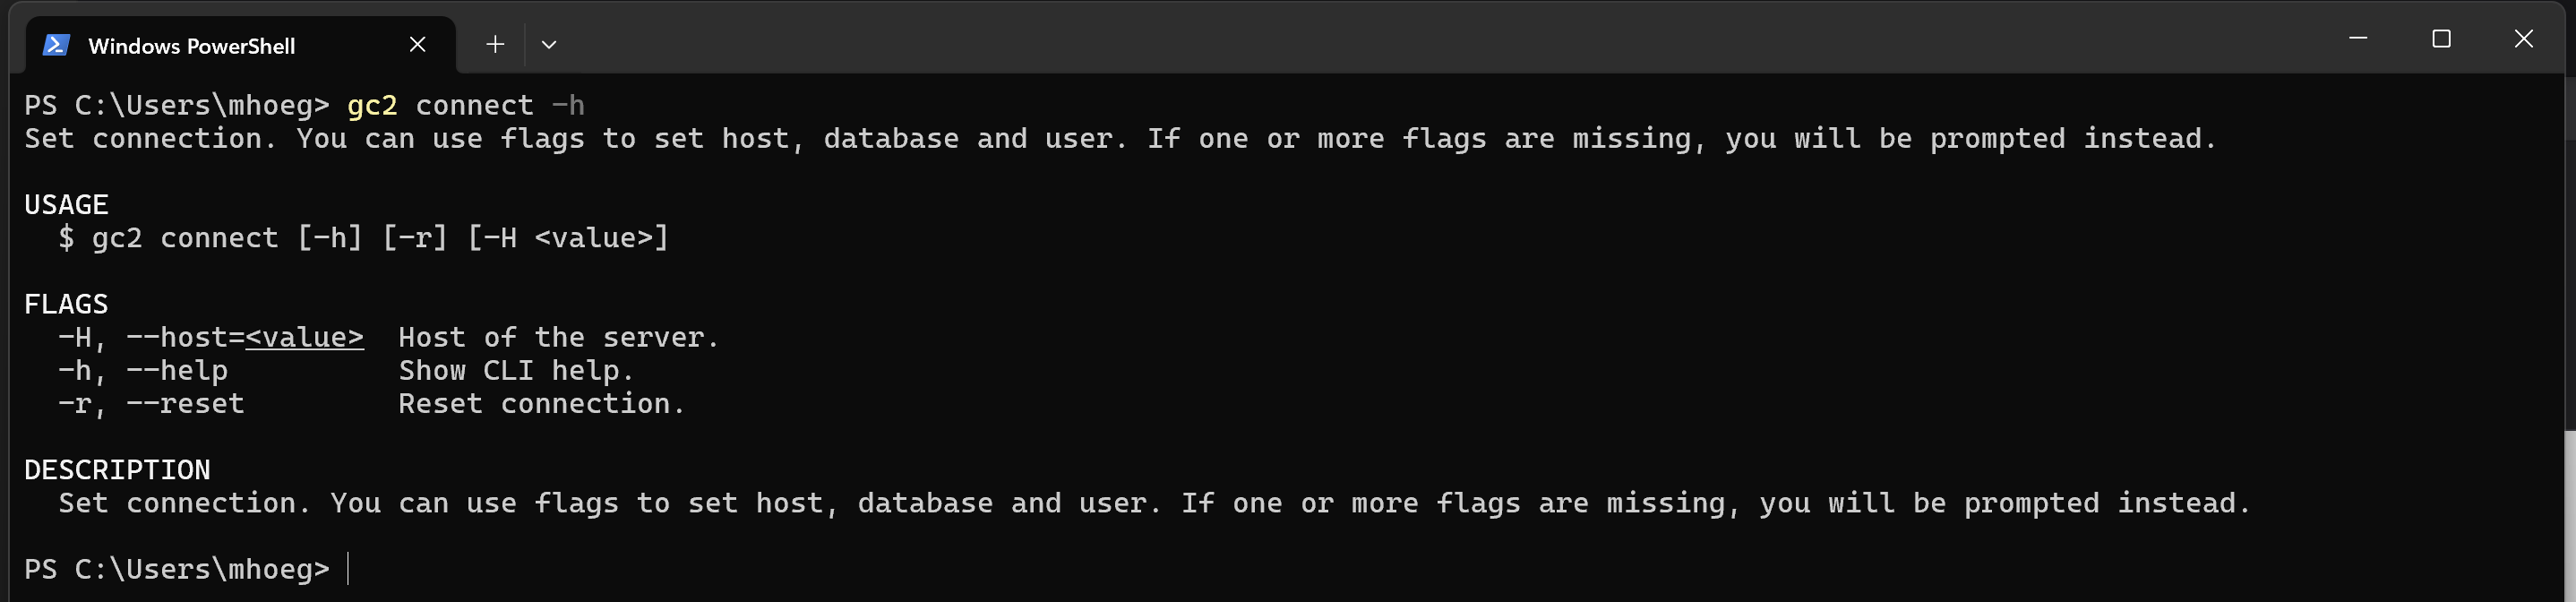 Windows PowerShell
PS C:\Users\mhoeg> gc2 connect -h
Set connection. You can use flags to set host, database and user. If one or more flags are missing, you will be prompted instead.
USAGE
$ gc2 connect [-h] [-r] [-H <value>]
FLAGS
-H, --host=<value>  Host of the server.
-h, --help          Show CLI help.
-r, --reset         Reset connection.
DESCRIPTION
Set connection. You can use flags to set host, database and user. If one or more flags are missing, you will be prompted instead.
PS C:\Users\mhoeg>